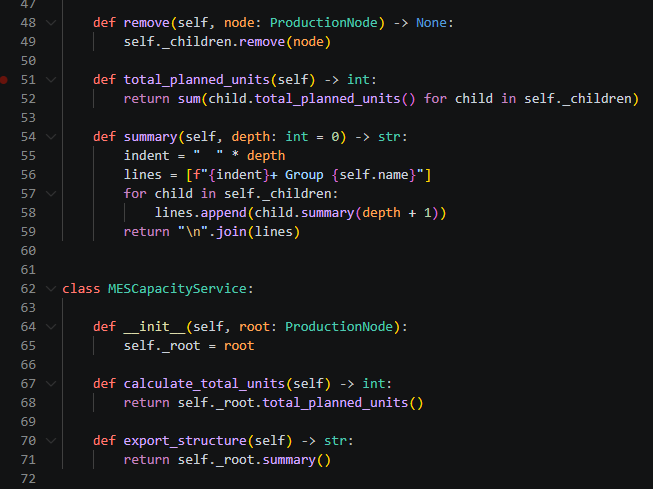 47
48 def remove(self, node: ProductionNode) -> None:
49 self._children.remove(node)
50
51 def total_planned_units(self) -> int:
52 return sum(child.total_planned_units() for child in self._children)
53
54 def summary(self, depth: int = 0) -> str:
55 indent = "  " * depth
56 lines = [f"{indent}+ Group {self.name}"]
57 for child in self._children:
58 lines.append(child.summary(depth + 1))
59 return "\n".join(lines)
60
61
62 class MESCapacityService:
63
64 def __init__(self, root: ProductionNode):
65 self._root = root
66
67 def calculate_total_units(self) -> int:
68 return self._root.total_planned_units()
69
70 def export_structure(self) -> str:
71 return self._root.summary()
72